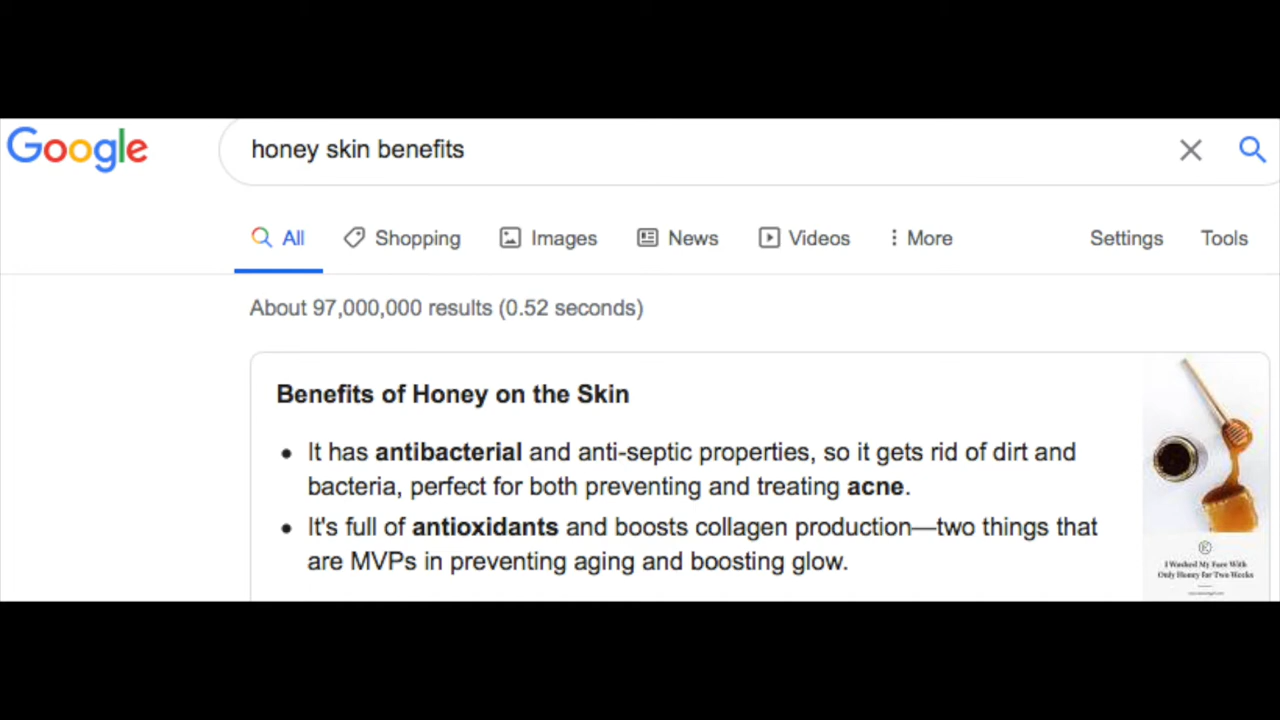 Google
honey skin benefits
All
Shopping
Images
News
Videos
More
Settings
Tools
About 97,000,000 results (0.52 seconds)
Benefits of Honey on the Skin
It has antibacterial and anti-septic properties, so it gets rid of dirt and
bacteria, perfect for both preventing and treating acne.
It's full of antioxidants and boosts collagen production—two things that
are MVPs in preventing aging and boosting glow.
I Washed My Face With
Only Honey for Two Weeks